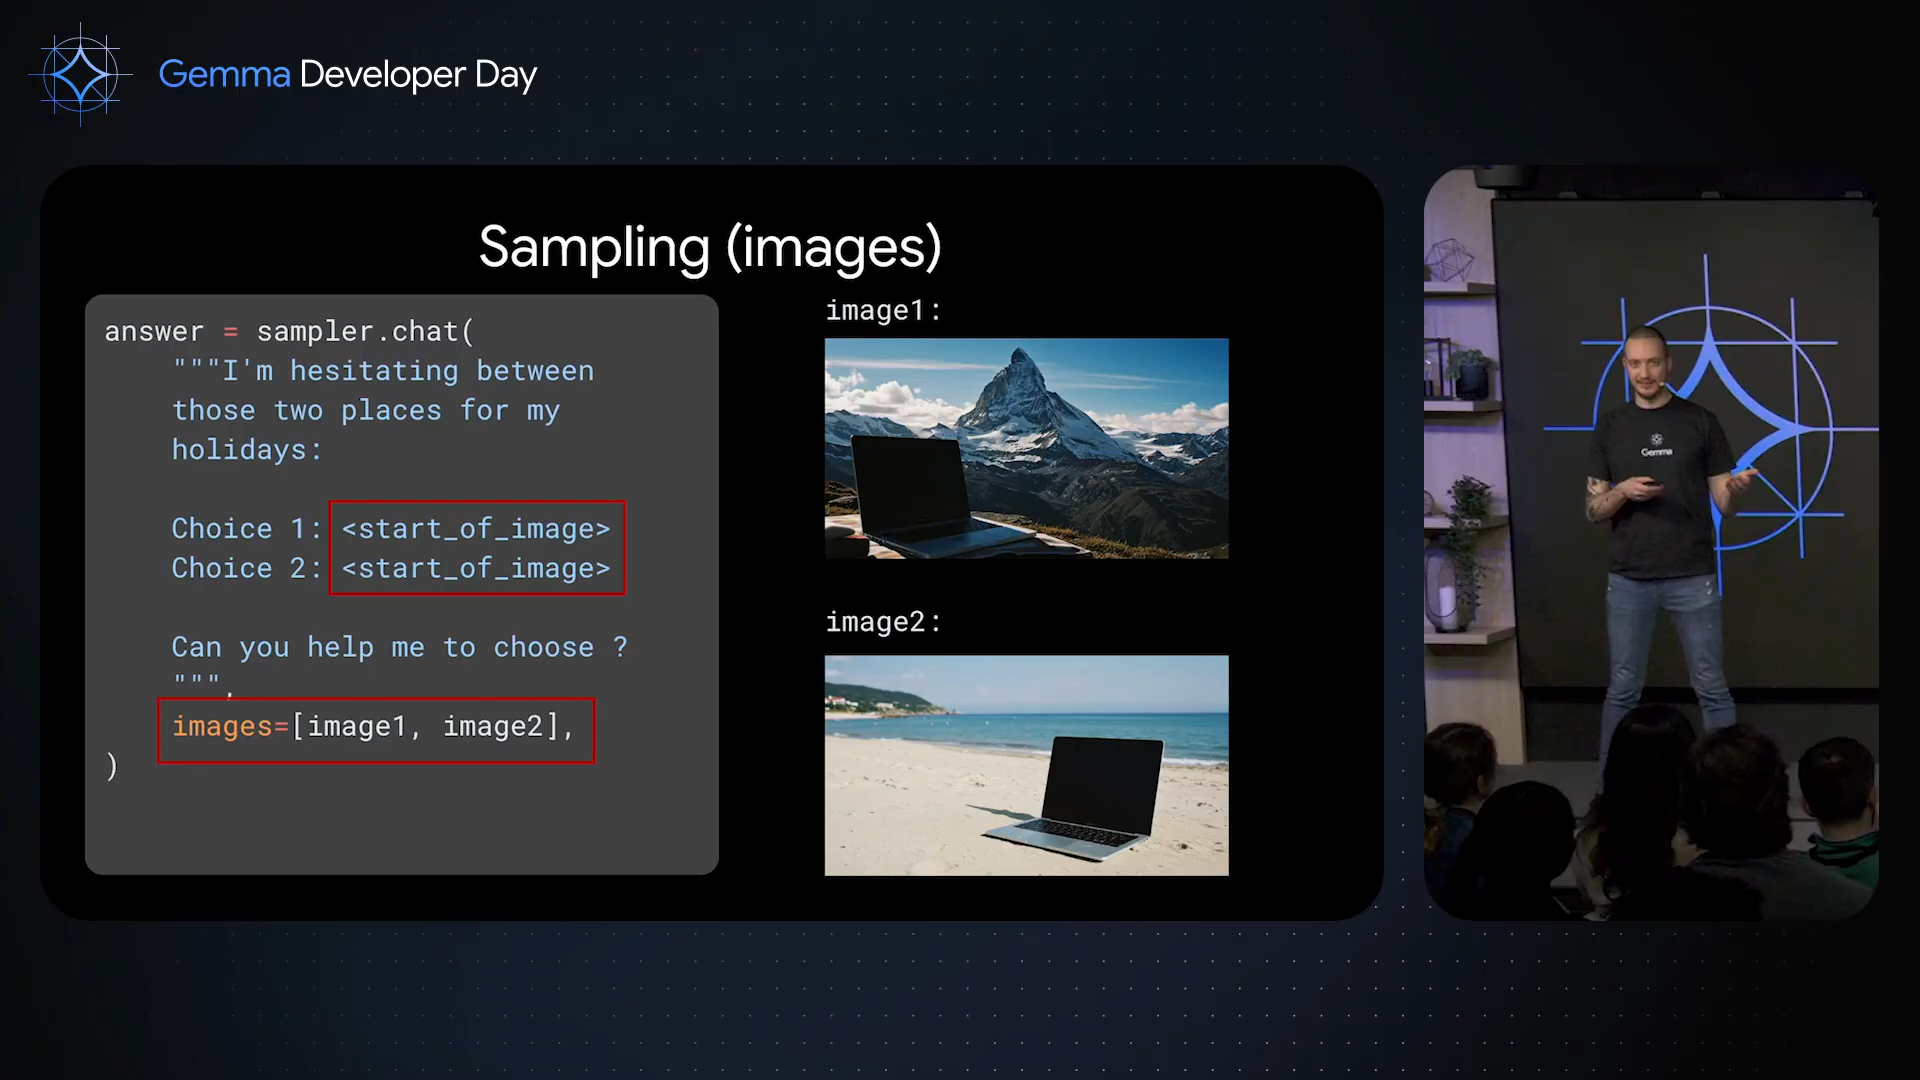 Gemma Developer Day
Sampling (images)
answer = sampler.chat(
"""I'm hesitating between
those two places for my
holidays:
Choice 1: <start_of_image>
Choice 2: <start_of_image>
Can you help me to choose ?
""",
images=[image1, image2],
)
image1:
image2:
Gemma